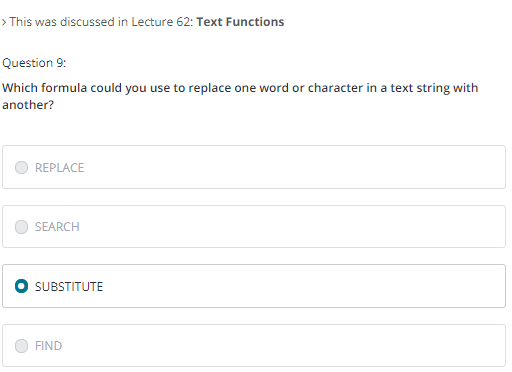 > This was discussed in Lecture 62: Text Functions
Question 9:
Which formula could you use to replace one word or character in a text string with
another?
REPLACE
SEARCH
SUBSTITUTE
FIND